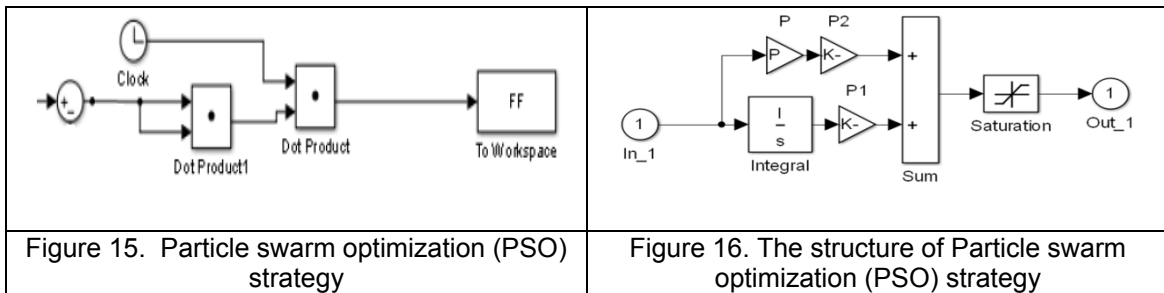 Clock
+
-
•
Dot Product1
•
Dot Product
FF
To Workspace
Figure 15. Particle swarm optimization (PSO)
strategy
P P2
P K-
P1
1
In_1
I
s
Integral
K-
+
+
Sum
Saturation
1
Out_1
Figure 16. The structure of Particle swarm
optimization (PSO) strategy